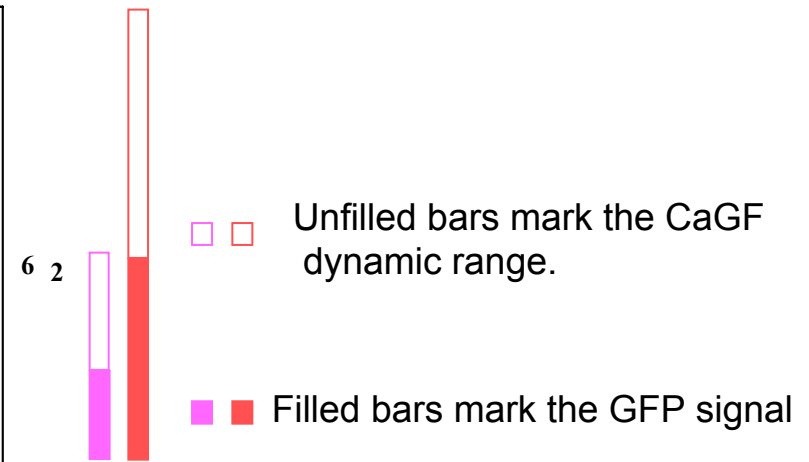 Unfilled bars mark the CaGF
dynamic range.
6 2
Filled bars mark the GFP signal